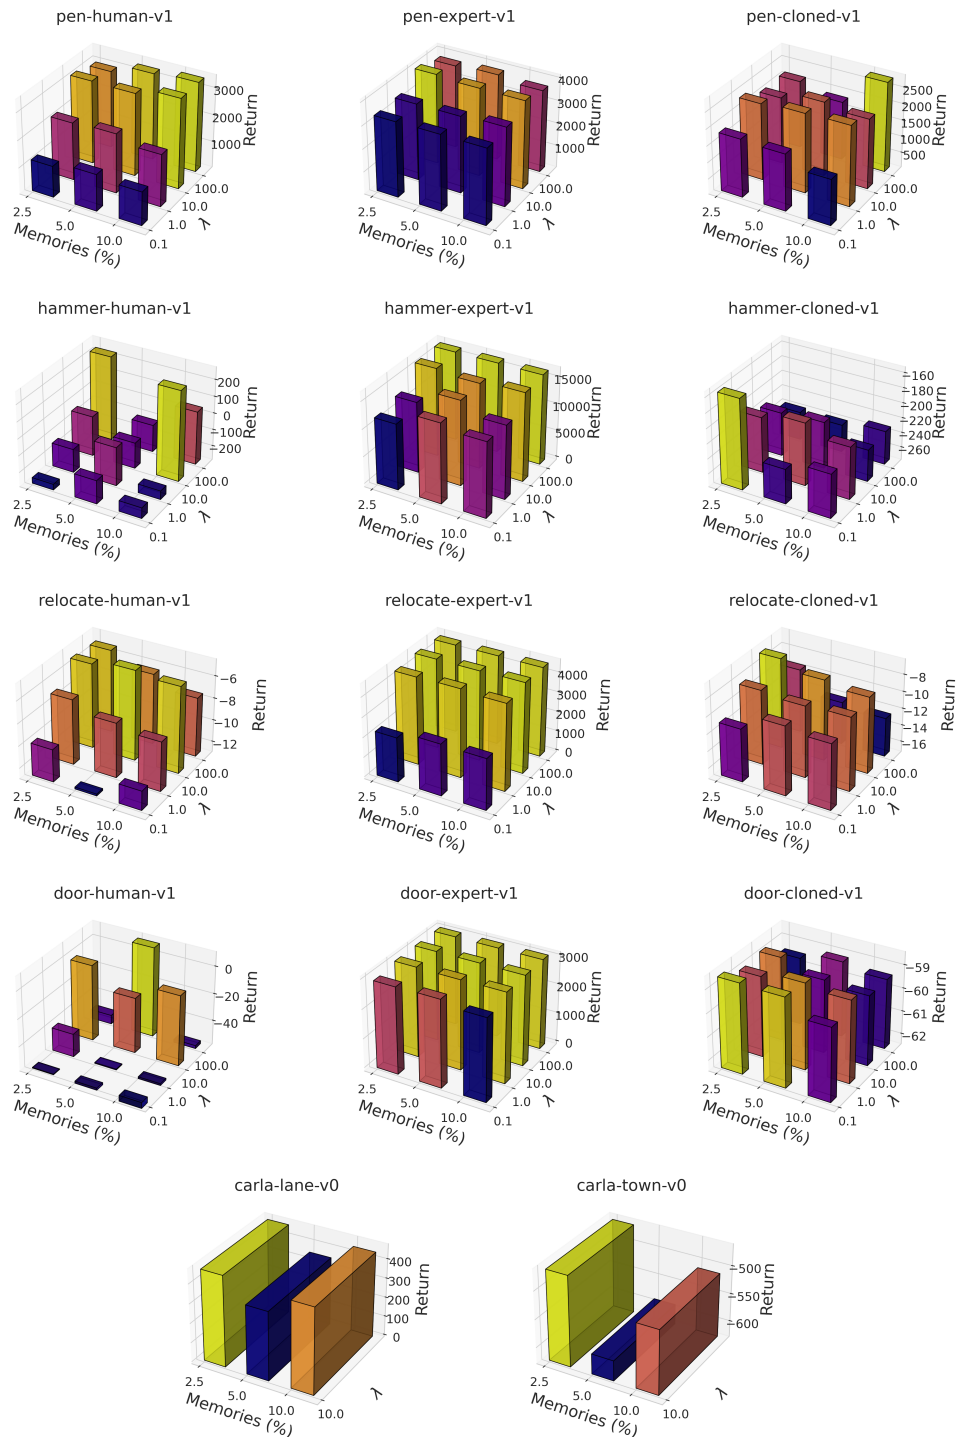 pen-human-v1
3000
2000
1000
Return
2.5
5.0
10.0
Memories (%)
0.1
1.0
10.0
100.0
λ
pen-expert-v1
4000
3000
2000
1000
Return
2.5
5.0
10.0
Memories (%)
0.1
1.0
10.0
100.0
λ
pen-cloned-v1
2500
2000
1500
1000
500
Return
2.5
5.0
10.0
Memories (%)
0.1
1.0
10.0
100.0
λ
hammer-human-v1
200
100
0
−100
−200
Return
2.5
5.0
10.0
Memories (%)
0.1
1.0
10.0
100.0
λ
hammer-expert-v1
15000
10000
5000
0
Return
2.5
5.0
10.0
Memories (%)
0.1
1.0
10.0
100.0
λ
hammer-cloned-v1
−160
−180
−200
−220
−240
−260
Return
2.5
5.0
10.0
Memories (%)
0.1
1.0
10.0
100.0
λ
relocate-human-v1
−6
−8
−10
−12
Return
2.5
5.0
10.0
Memories (%)
0.1
1.0
10.0
100.0
λ
relocate-expert-v1
4000
3000
2000
1000
0
Return
2.5
5.0
10.0
Memories (%)
0.1
1.0
10.0
100.0
λ
relocate-cloned-v1
−8
−10
−12
−14
−16
Return
2.5
5.0
10.0
Memories (%)
0.1
1.0
10.0
100.0
λ
door-human-v1
0
−20
−40
Return
2.5
5.0
10.0
Memories (%)
0.1
1.0
10.0
100.0
λ
door-expert-v1
3000
2000
1000
0
Return
2.5
5.0
10.0
Memories (%)
0.1
1.0
10.0
100.0
λ
door-cloned-v1
−59
−60
−61
−62
Return
2.5
5.0
10.0
Memories (%)
0.1
1.0
10.0
100.0
λ
carla-lane-v0
400
300
200
100
0
Return
2.5
5.0
10.0
Memories (%)
10.0
λ
carla-town-v0
−500
−550
−600
Return
2.5
5.0
10.0
Memories (%)
10.0
λ